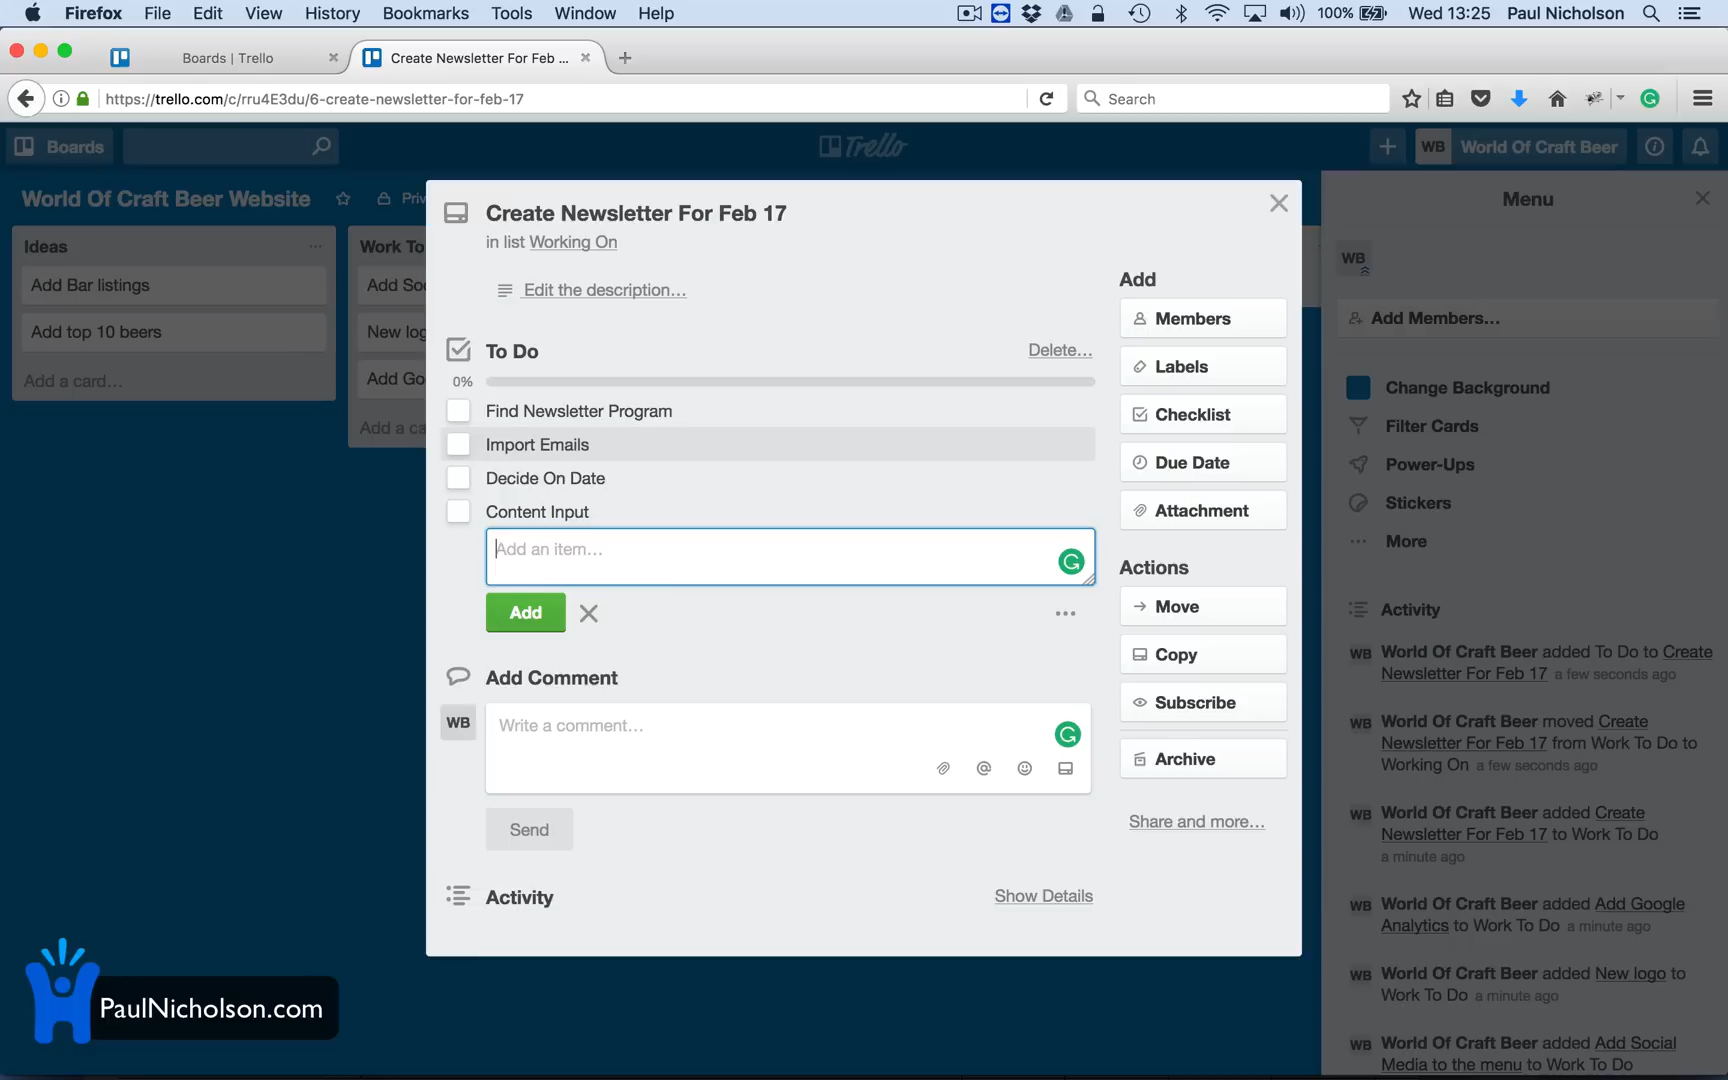 Firefox File Edit View History Bookmarks Tools Window Help 100% Wed 13:25 Paul Nicholson
Boards | Trello
Create Newsletter For Feb ...
https://trello.com/c/rru4E3du/6-create-newsletter-for-feb-17
Search
Boards
Trello
WB World Of Craft Beer
World Of Craft Beer Website
Ideas
Add Bar listings
Add top 10 beers
Add a card…
Create Newsletter For Feb 17
in list Working On
Edit the description…
To Do
Delete…
0%
Find Newsletter Program
Import Emails
Decide On Date
Content Input
Add an item…
Add
Add Comment
WB
Write a comment…
Send
Activity
Show Details
Add
Members
Labels
Checklist
Due Date
Attachment
Actions
Move
Copy
Subscribe
Archive
Share and more…
Menu
WB
Add Members…
Change Background
Filter Cards
Power-Ups
Stickers
More
Activity
WB World Of Craft Beer added To Do to Create
Newsletter For Feb 17 a few seconds ago
WB World Of Craft Beer moved Create
Newsletter For Feb 17 from Work To Do to
Working On a few seconds ago
WB World Of Craft Beer added Create
Newsletter For Feb 17 to Work To Do
a minute ago
WB World Of Craft Beer added Add Google
Analytics to Work To Do a minute ago
WB World Of Craft Beer added New logo to
Work To Do a minute ago
WB World Of Craft Beer added Add Social
Media to the menu to Work To Do
PaulNicholson.com